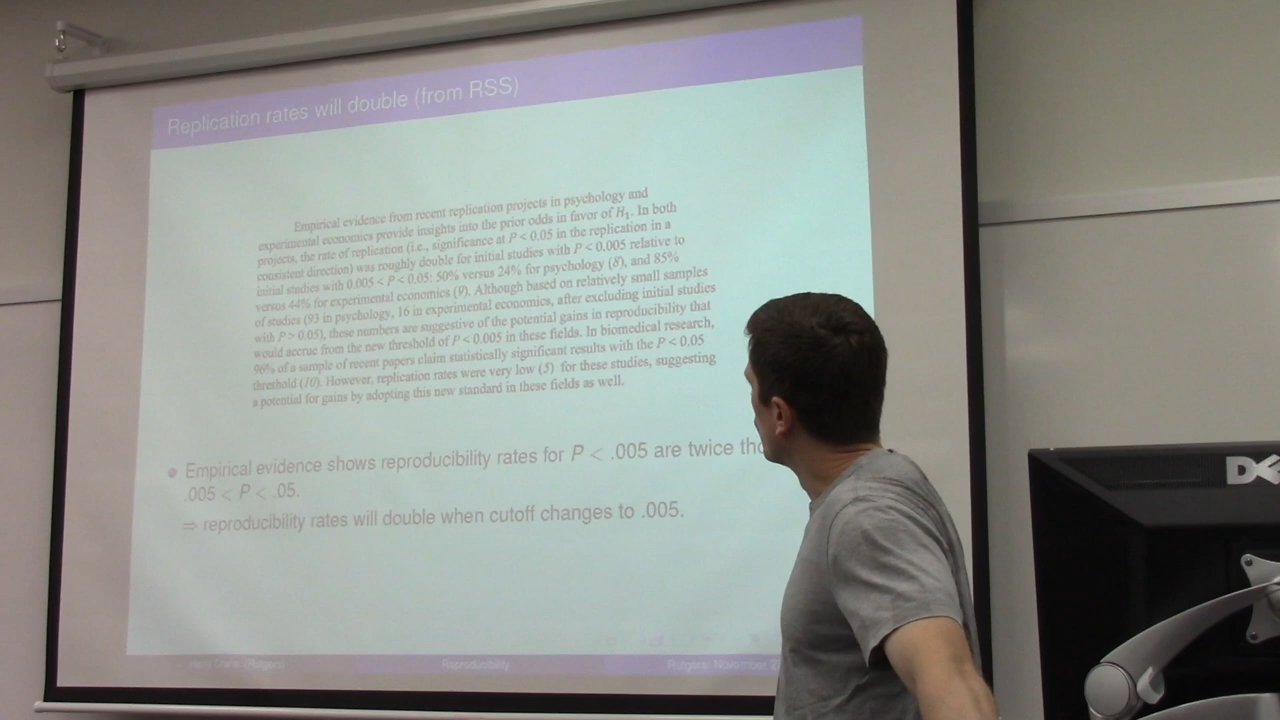 Replication rates will double (from RSS)
Empirical evidence from recent replication projects in psychology and
experimental economics provide insights into the prior odds in favor of H₁. In both
projects, the rate of replication (i.e., significance at P < 0.05 in the replication in a
consistent direction) was roughly double for initial studies with P < 0.005 relative to
initial studies with 0.005 < P < 0.05: 50% versus 24% for psychology (8), and 85%
versus 44% for experimental economics (9). Although based on relatively small samples
of studies (93 in psychology, 16 in experimental economics, after excluding initial studies
with P > 0.05), these numbers are suggestive of the potential gains in reproducibility that
would accrue from the new threshold of P < 0.005 in these fields. In biomedical research,
96% of a sample of recent papers claim statistically significant results with the P < 0.05
threshold (10). However, replication rates were very low (5) for these studies, suggesting
a potential for gains by adopting this new standard in these fields as well.
• Empirical evidence shows reproducibility rates for P < .005 are twice
.005 < P < .05.
⇒ reproducibility rates will double when cutoff changes to .005.
Harry Crane (Rutgers) Reproducibility Rutgers: November